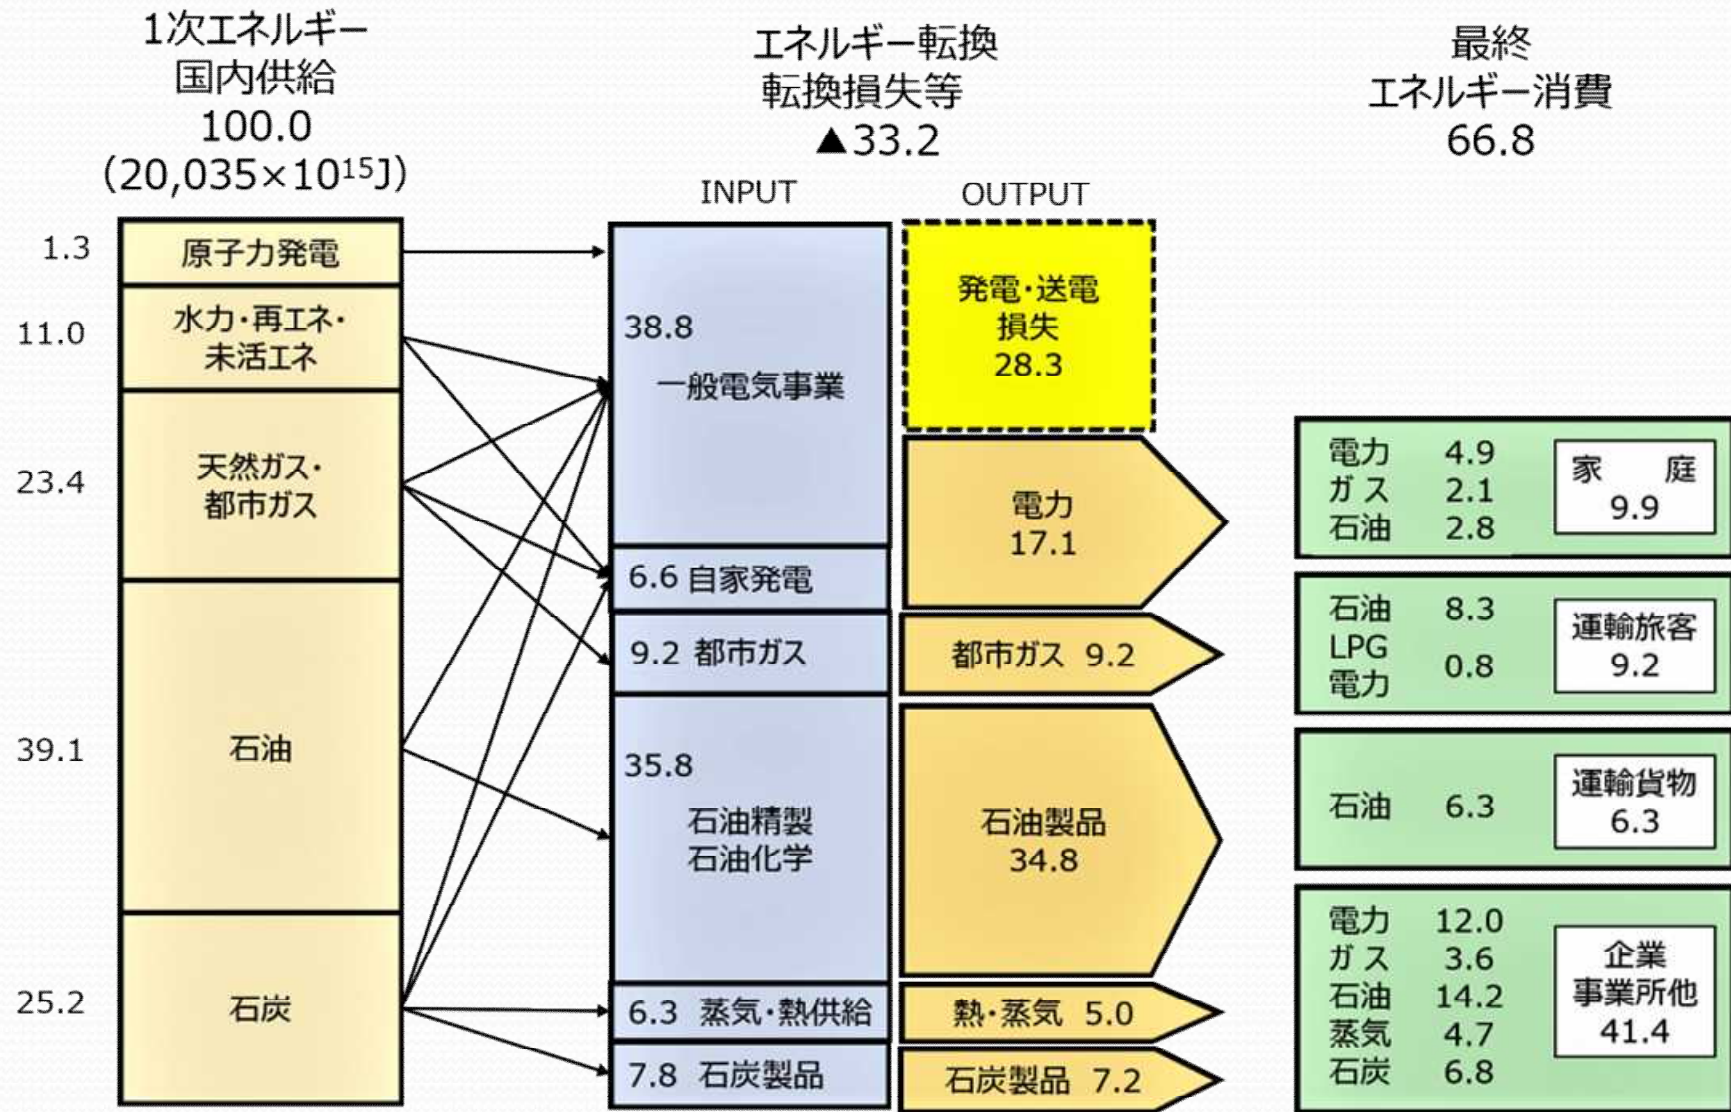 1次エネルギー
国内供給
100.0
(20,035×10¹⁵J)
1.3
原子力発電
11.0
水力・再エネ・
未活エネ
23.4
天然ガス・
都市ガス
39.1
石油
25.2
石炭
エネルギー転換
転換損失等
▲33.2
INPUT
38.8
一般電気事業
6.6 自家発電
9.2 都市ガス
35.8
石油精製
石油化学
6.3 蒸気・熱供給
7.8 石炭製品
OUTPUT
発電・送電
損失
28.3
電力
17.1
都市ガス 9.2
石油製品
34.8
熱・蒸気 5.0
石炭製品 7.2
最終
エネルギー消費
66.8
電力 4.9
ガス 2.1
石油 2.8
家 庭
9.9
石油 8.3
LPG
電力
0.8
運輸旅客
9.2
石油 6.3
運輸貨物
6.3
電力 12.0
ガス 3.6
石油 14.2
蒸気 4.7
石炭 6.8
企業
事業所他
41.4